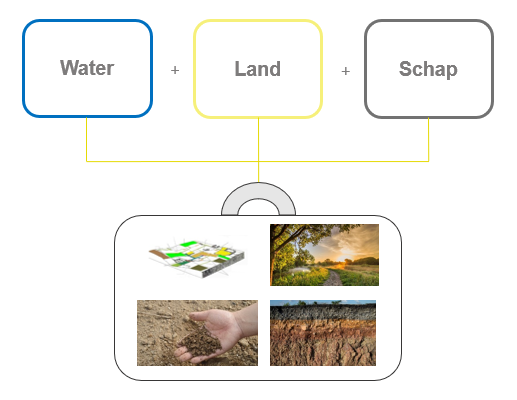 Water + Land + Schap